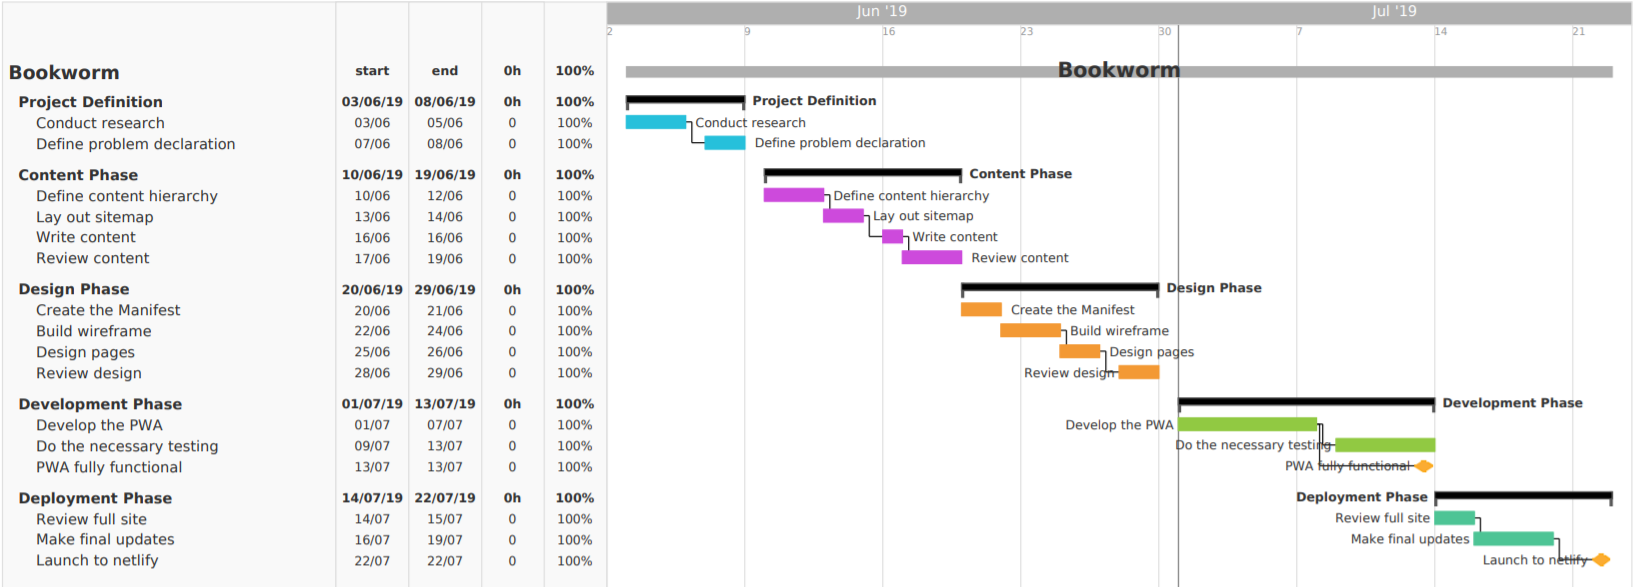 Jun '19 Jul '19
2 9 16 23 30 7 14 21
Bookworm start end 0h 100% Bookworm
Project Definition 03/06/19 08/06/19 0h 100% Project Definition
Conduct research 03/06 05/06 0 100% Conduct research
Define problem declaration 07/06 08/06 0 100% Define problem declaration
Content Phase 10/06/19 19/06/19 0h 100% Content Phase
Define content hierarchy 10/06 12/06 0 100% Define content hierarchy
Lay out sitemap 13/06 14/06 0 100% Lay out sitemap
Write content 16/06 16/06 0 100% Write content
Review content 17/06 19/06 0 100% Review content
Design Phase 20/06/19 29/06/19 0h 100% Design Phase
Create the Manifest 20/06 21/06 0 100% Create the Manifest
Build wireframe 22/06 24/06 0 100% Build wireframe
Design pages 25/06 26/06 0 100% Design pages
Review design 28/06 29/06 0 100% Review design
Development Phase 01/07/19 13/07/19 0h 100% Development Phase
Develop the PWA 01/07 07/07 0 100% Develop the PWA
Do the necessary testing 09/07 13/07 0 100% Do the necessary testing
PWA fully functional 13/07 13/07 0 100% PWA fully functional
Deployment Phase 14/07/19 22/07/19 0h 100% Deployment Phase
Review full site 14/07 15/07 0 100% Review full site
Make final updates 16/07 19/07 0 100% Make final updates
Launch to netlify 22/07 22/07 0 100% Launch to netlify